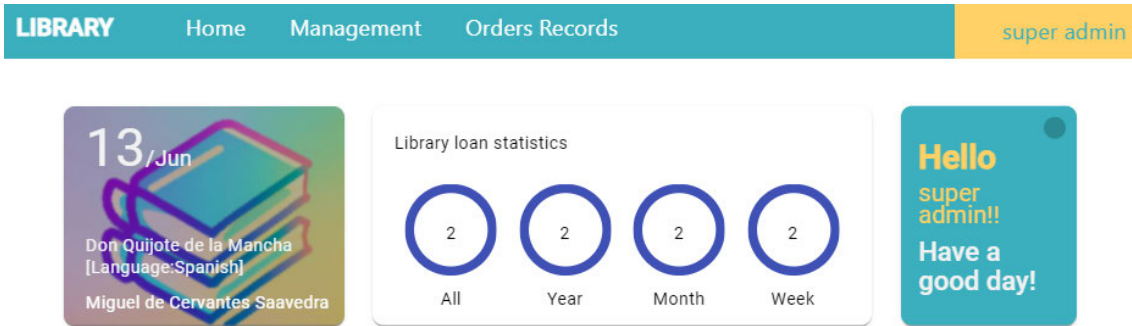 LIBRARY Home Management Orders Records super admin
13/Jun
Don Quijote de la Mancha
[Language:Spanish]
Miguel de Cervantes Saavedra
Library loan statistics
2 2 2 2
All Year Month Week
Hello
super
admin!!
Have a
good day!